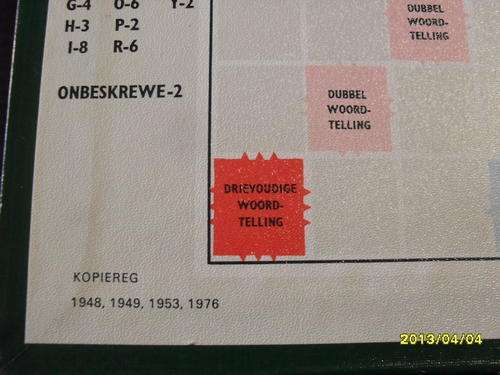 G-4 O-6 Y-2
H-3 P-2
I-8 R-6
ONBESKREWE-2
DUBBEL
WOORD-
TELLING
DUBBEL
WOORD-
TELLING
DRIEVOUDIGE
WOORD-
TELLING
KOPIEREG
1948, 1949, 1953, 1976
2013/04/04